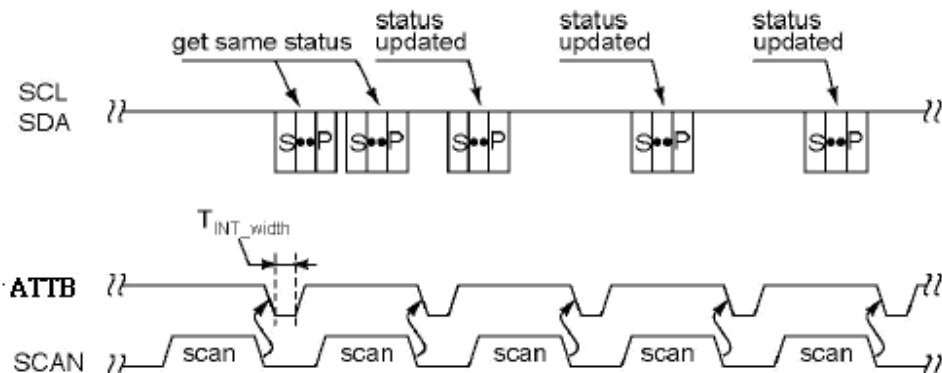 get same status
status
updated
status
updated
status
updated
SCL
SDA
S••P
S••P
S••P
S••P
S••P
TINT_width
ATTB
SCAN
scan
scan
scan
scan
scan